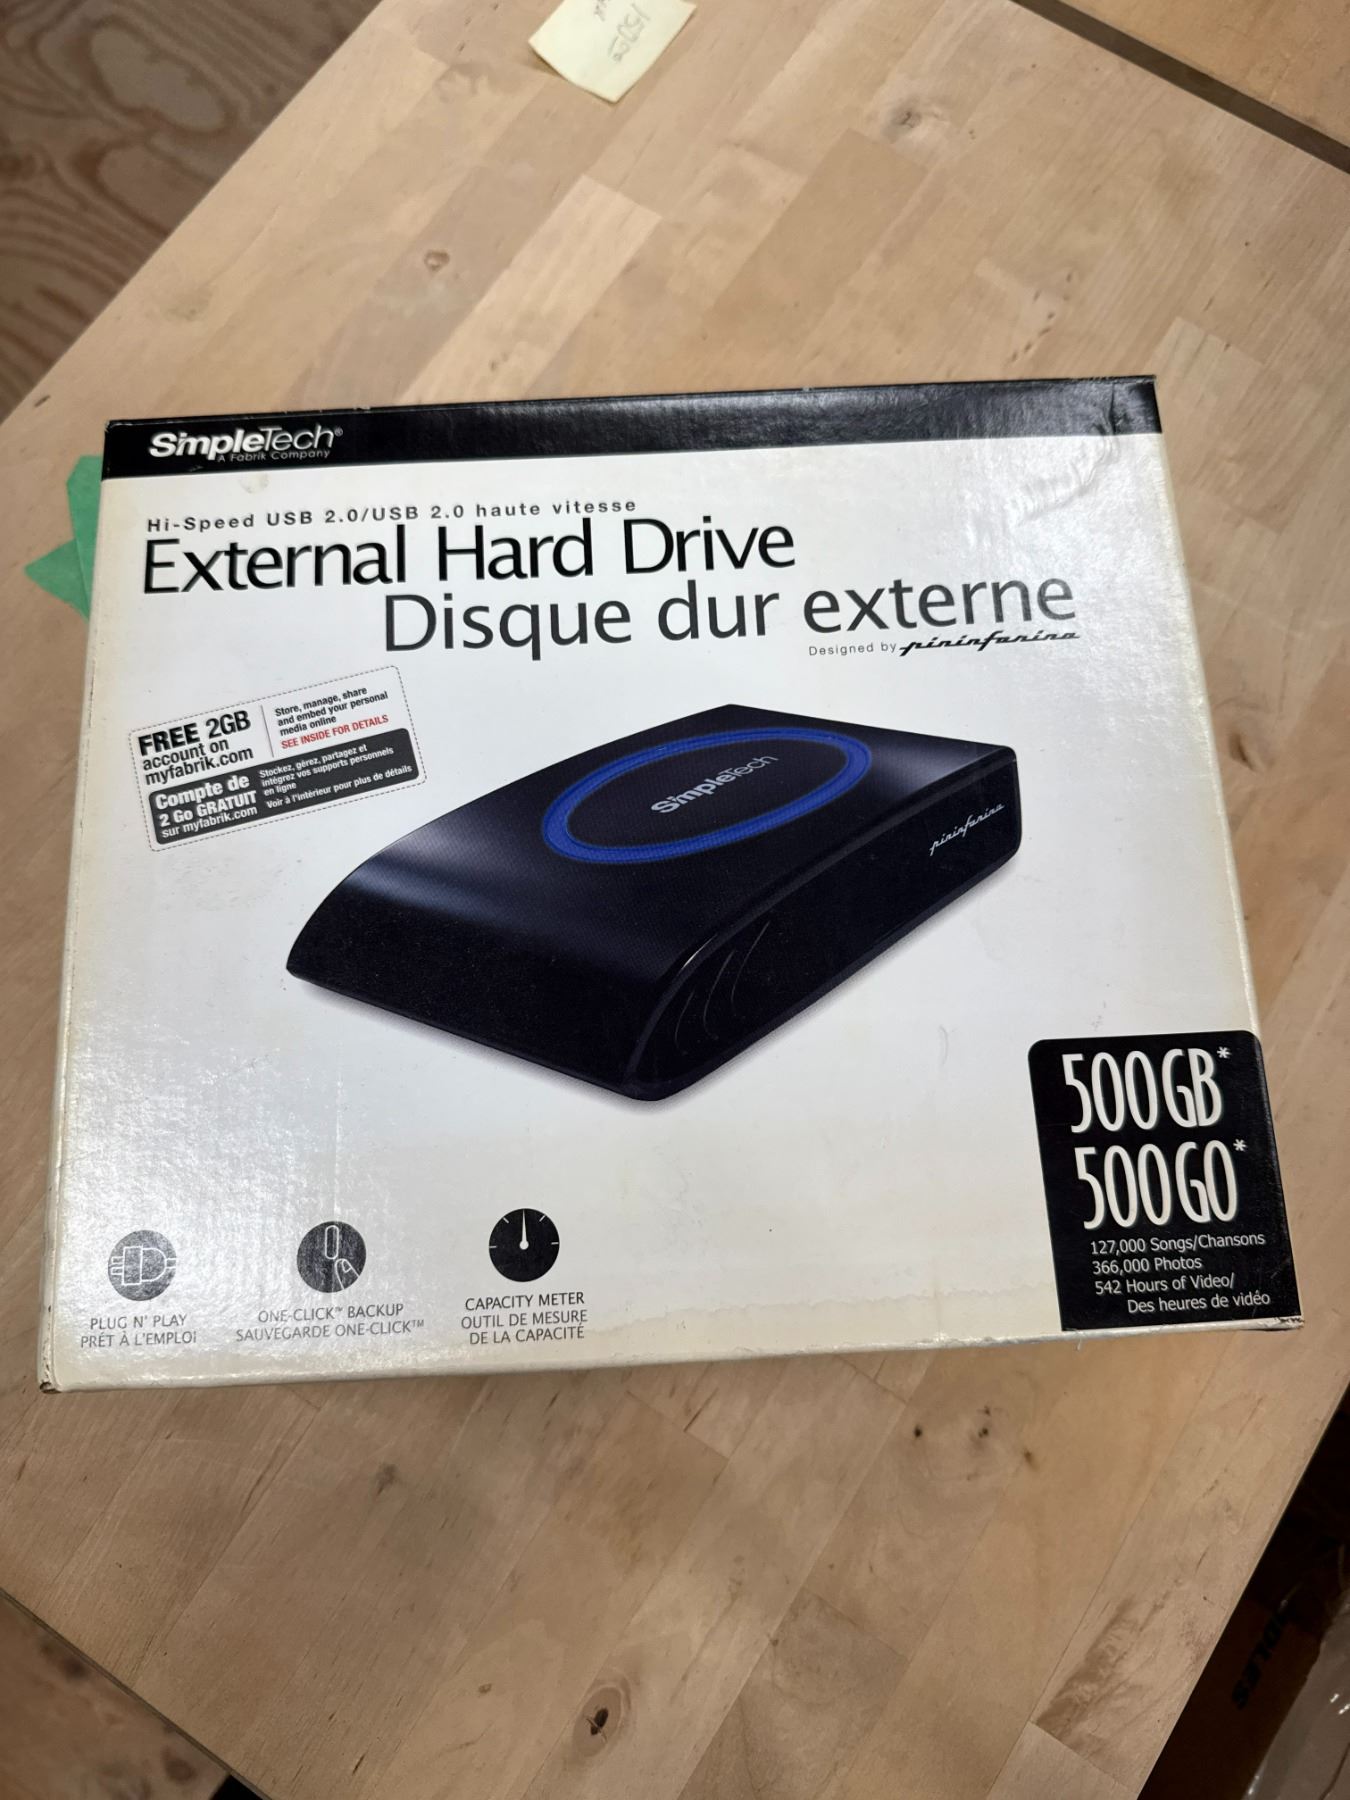 SimpleTech®
A Fabrik Company
Hi-Speed USB 2.0/USB 2.0 haute vitesse
External Hard Drive
Disque dur externe
Designed by pininfarina
FREE 2GB
account on
myfabrik.com
Store, manage, share
and embed your personal
media online
SEE INSIDE FOR DETAILS
Compte de
2 Go GRATUIT
sur myfabrik.com
Stockez, gérez, partagez et
intégrez vos supports personnels
en ligne
Voir à l'intérieur pour plus de détails
SimpleTech
pininfarina
500GB*
500GO*
127,000 Songs/Chansons
366,000 Photos
542 Hours of Video/
Des heures de vidéo
PLUG N' PLAY
PRÉT À L'EMPLOI
ONE-CLICK™ BACKUP
SAUVEGARDE ONE-CLICK™
CAPACITY METER
OUTIL DE MESURE
DE LA CAPACITÉ